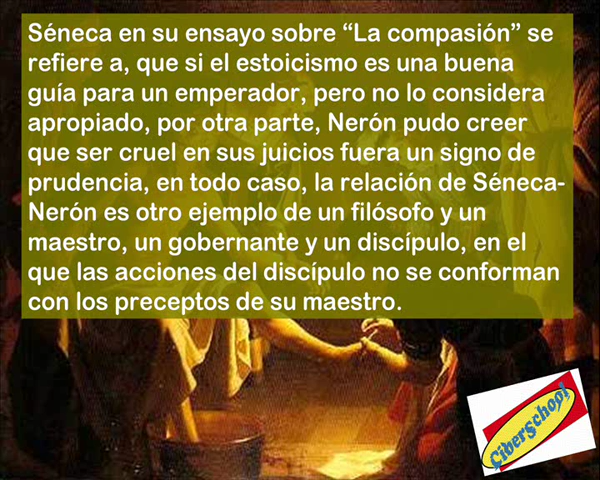 Séneca en su ensayo sobre “La compasión” se
refiere a, que si el estoicismo es una buena
guía para un emperador, pero no lo considera
apropiado, por otra parte, Nerón pudo creer
que ser cruel en sus juicios fuera un signo de
prudencia, en todo caso, la relación de Séneca-
Nerón es otro ejemplo de un filósofo y un
maestro, un gobernante y un discípulo, en el
que las acciones del discípulo no se conforman
con los preceptos de su maestro.
CiberSchool